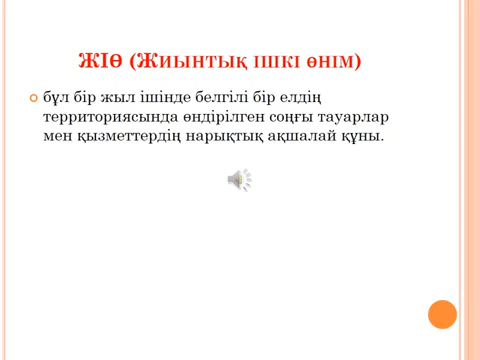 ЖІӨ (Жиынтық ішкі өнім)
бұл бір жыл ішінде белгілі бір елдің
территориясында өндірілген соңғы тауарлар
мен қызметтердің нарықтық ақшалай құны.